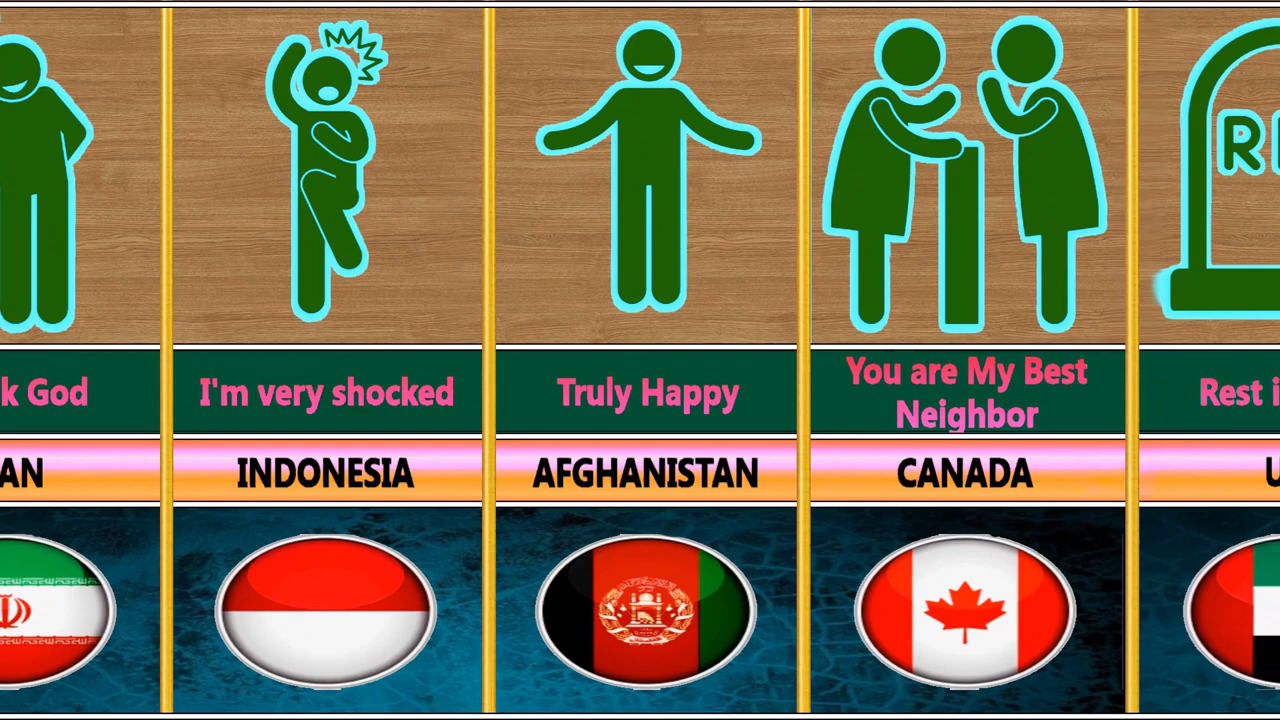 k God
AN
I'm very shocked
INDONESIA
Truly Happy
AFGHANISTAN
You are My Best
Neighbor
CANADA
R
Rest i
U